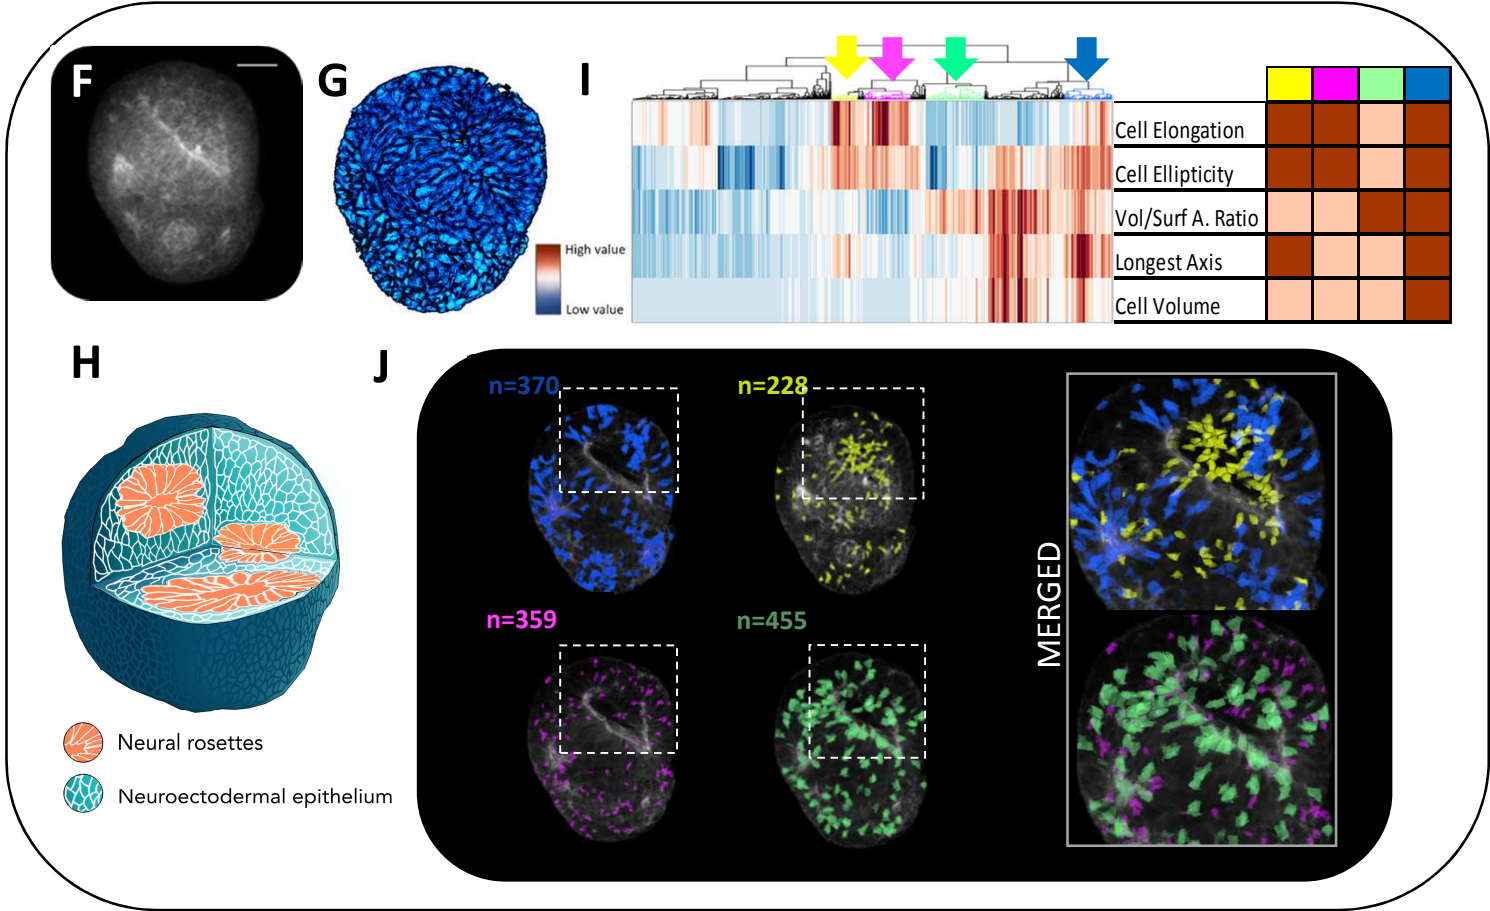 F
G
I
High value
Low value
Cell Elongation
Cell Ellipticity
Vol/Surf A. Ratio
Longest Axis
Cell Volume
H
Neural rosettes
Neuroectodermal epithelium
J
n=370
n=228
n=359
n=455
MERGED